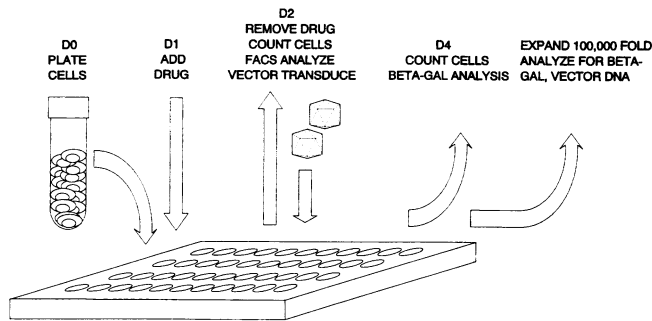 D0
PLATE
CELLS
D1
ADD
DRUG
D2
REMOVE DRUG
COUNT CELLS
FACS ANALYZE
VECTOR TRANSDUCE
D4
COUNT CELLS
BETA-GAL ANALYSIS
EXPAND 100,000 FOLD
ANALYZE FOR BETA-
GAL, VECTOR DNA